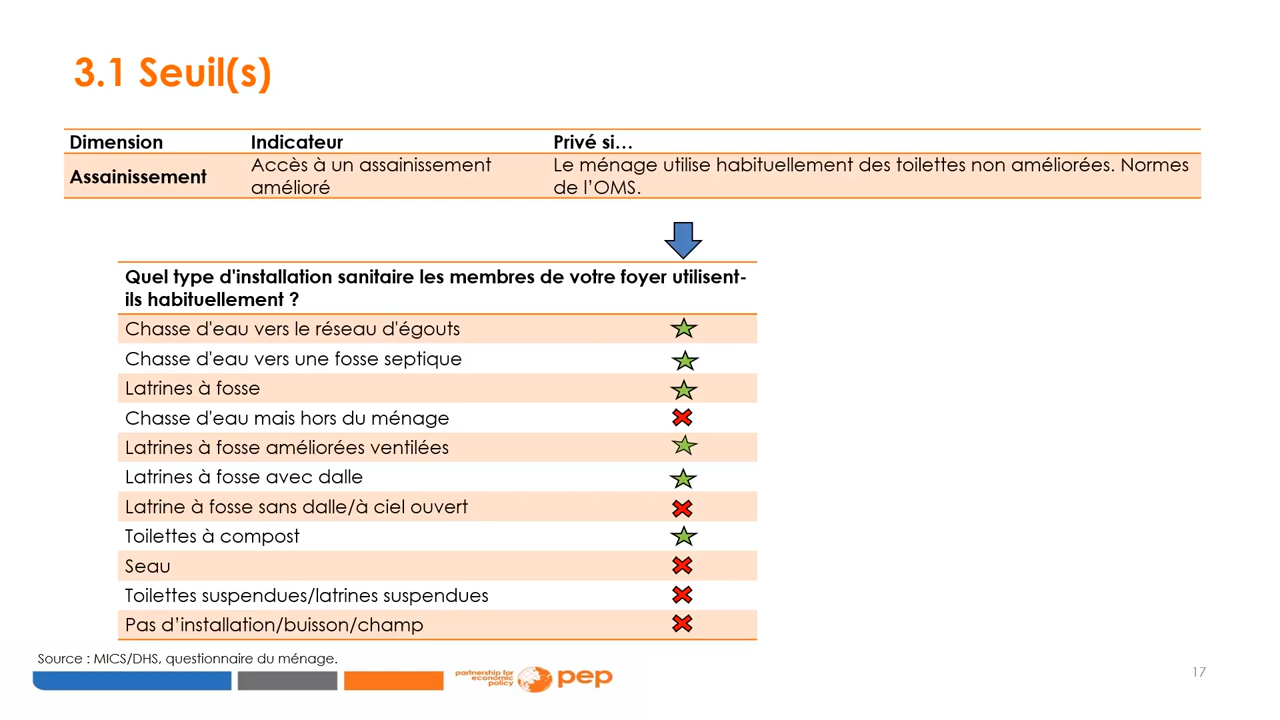 3.1 Seuil(s)
Dimension Indicateur Privé si…
Assainissement Accès à un assainissement amélioré Le ménage utilise habituellement des toilettes non améliorées. Normes de l’OMS.
Quel type d'installation sanitaire les membres de votre foyer utilisent-
ils habituellement ?
Chasse d'eau vers le réseau d'égouts
Chasse d'eau vers une fosse septique
Latrines à fosse
Chasse d'eau mais hors du ménage
Latrines à fosse améliorées ventilées
Latrines à fosse avec dalle
Latrine à fosse sans dalle/à ciel ouvert
Toilettes à compost
Seau
Toilettes suspendues/latrines suspendues
Pas d’installation/buisson/champ
Source : MICS/DHS, questionnaire du ménage.
partnership for
economic
policy
pep
17